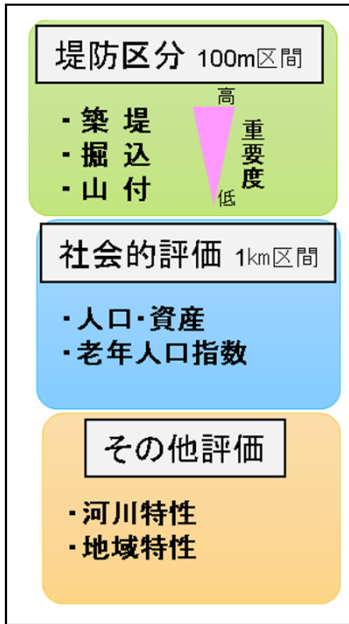 堤防区分 100m区間
高
・築 堤
・掘 込
・山 付
重要度
低
社会的評価 1km区間
・人口・資産
・老年人口指数
その他評価
・河川特性
・地域特性